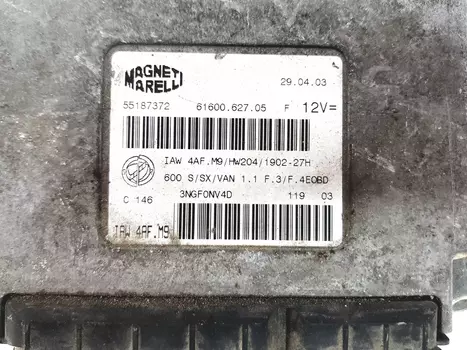 MAGNETI
MARELLI
29.04.03
55187372 61600.627.05 F 12V=
IAW 4AF.M9/HW204/1902-27H
600 S/SX/VAN 1.1 F.3/F.4EOBD
C 146 3NGF0NV4D 119 03
IAW 4AF.M9